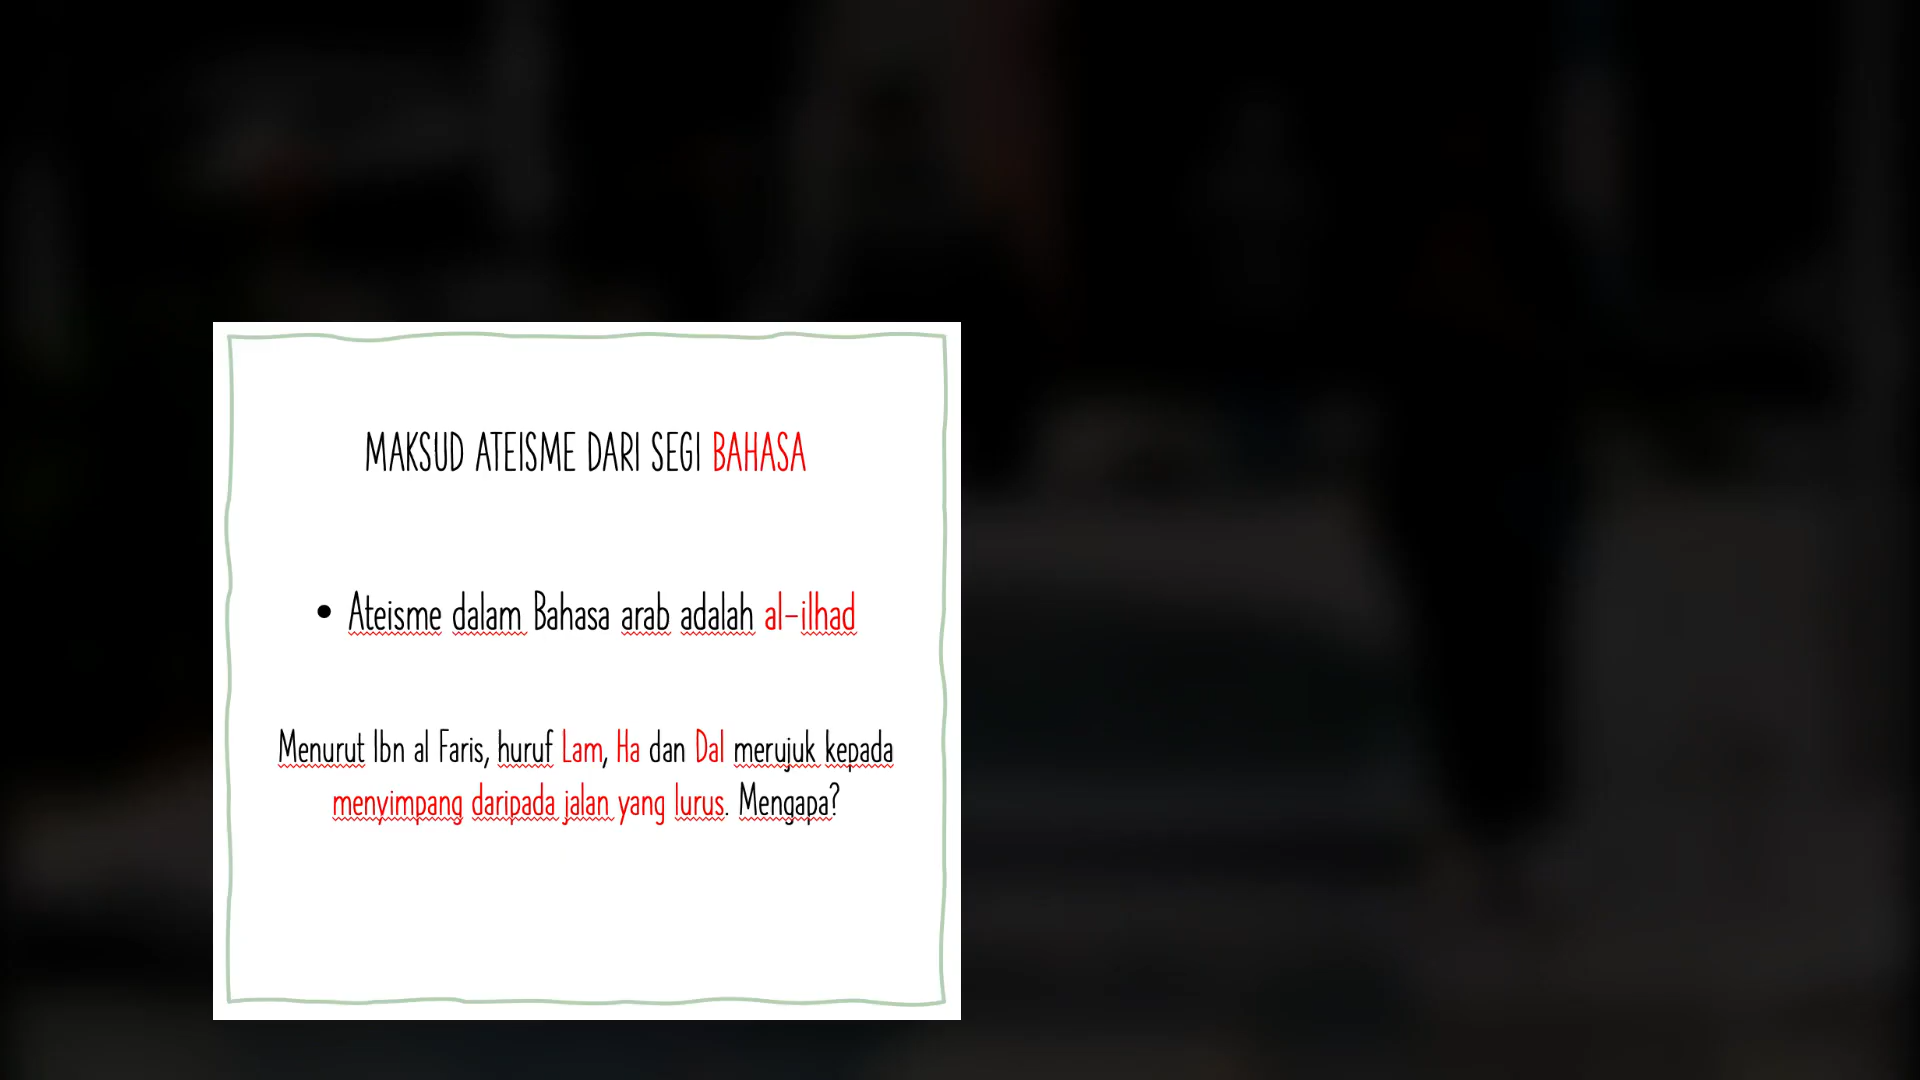 MAKSUD ATEISME DARI SEGI BAHASA
• Ateisme dalam Bahasa arab adalah al-ilhad
Menurut Ibn al Faris, huruf Lam, Ha dan Dal merujuk kepada
menyimpang daripada jalan yang lurus. Mengapa?